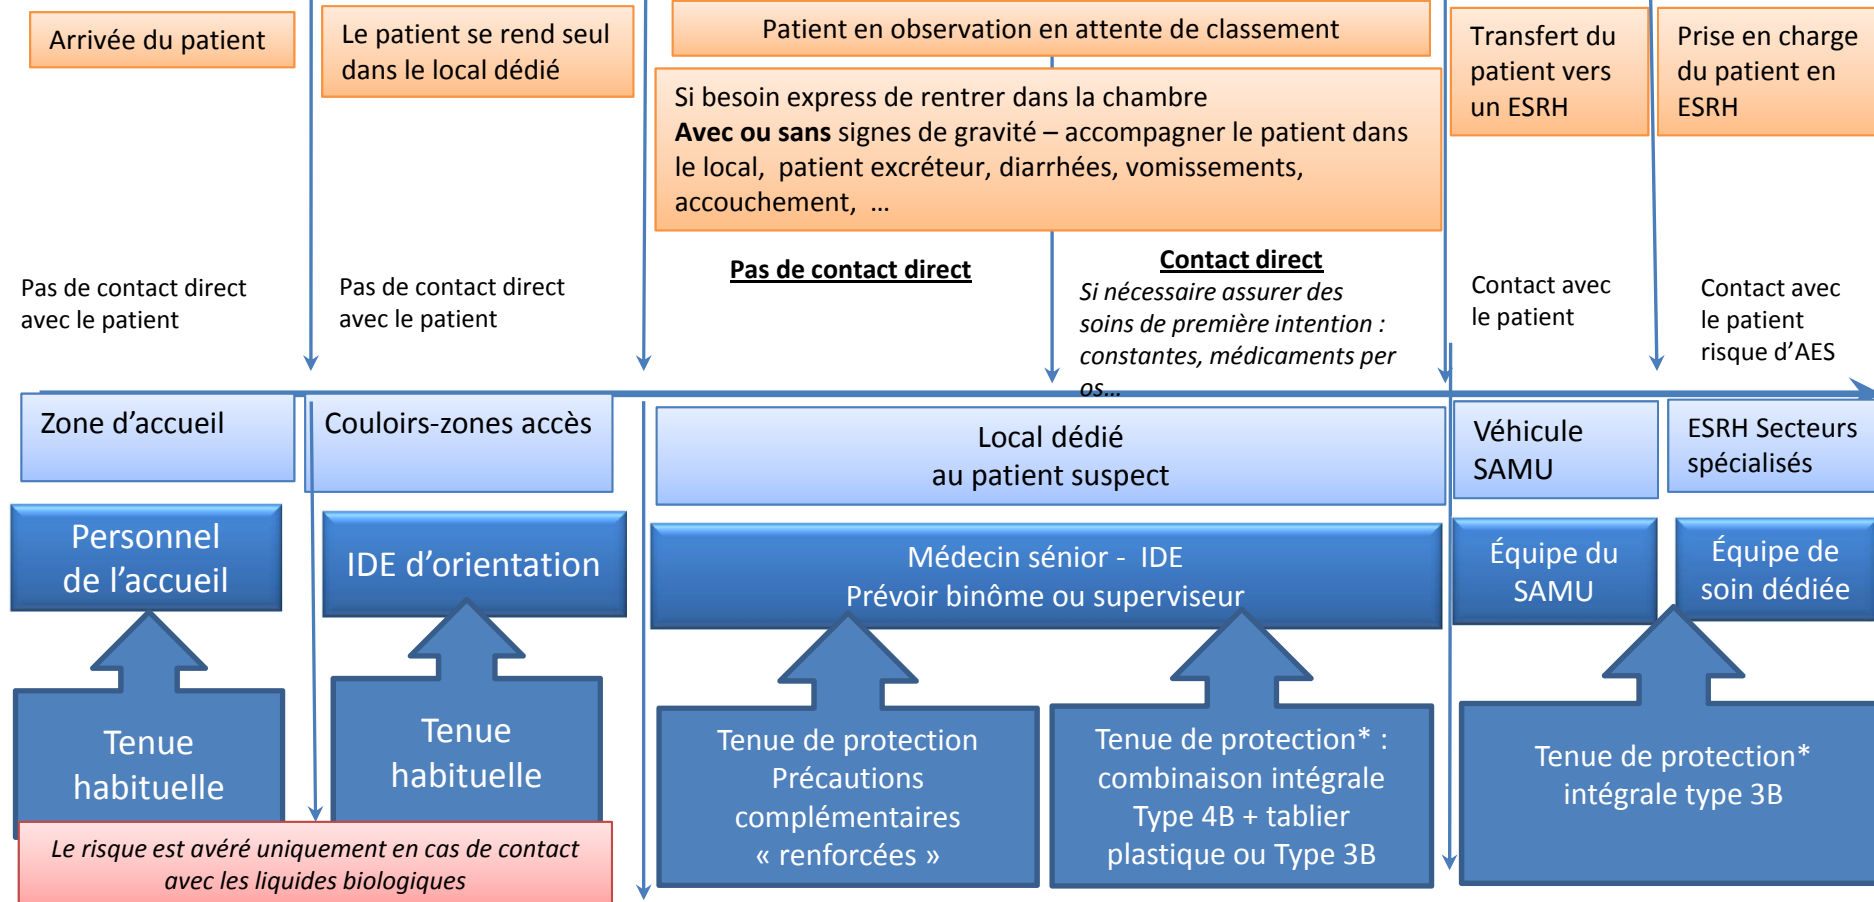 Arrivée du patient
Le patient se rend seul
dans le local dédié
Patient en observation en attente de classement
Si besoin express de rentrer dans la chambre
Avec ou sans signes de gravité – accompagner le patient dans
le local, patient excréteur, diarrhées, vomissements,
accouchement, …
Transfert du
patient vers
un ESRH
Prise en charge
du patient en
ESRH
Pas de contact direct
avec le patient
Pas de contact direct
avec le patient
Pas de contact direct
Contact direct
Si nécessaire assurer des
soins de première intention :
constantes, médicaments per
os…
Contact avec
le patient
Contact avec
le patient
risque d’AES
Zone d’accueil
Couloirs-zones accès
Local dédié
au patient suspect
Véhicule
SAMU
ESRH Secteurs
spécialisés
Personnel
de l’accueil
IDE d’orientation
Médecin sénior - IDE
Prévoir binôme ou superviseur
Équipe du
SAMU
Équipe de
soin dédiée
Tenue
habituelle
Tenue
habituelle
Tenue de protection
Précautions
complémentaires
« renforcées »
Tenue de protection* :
combinaison intégrale
Type 4B + tablier
plastique ou Type 3B
Tenue de protection*
intégrale type 3B
Le risque est avéré uniquement en cas de contact
avec les liquides biologiques